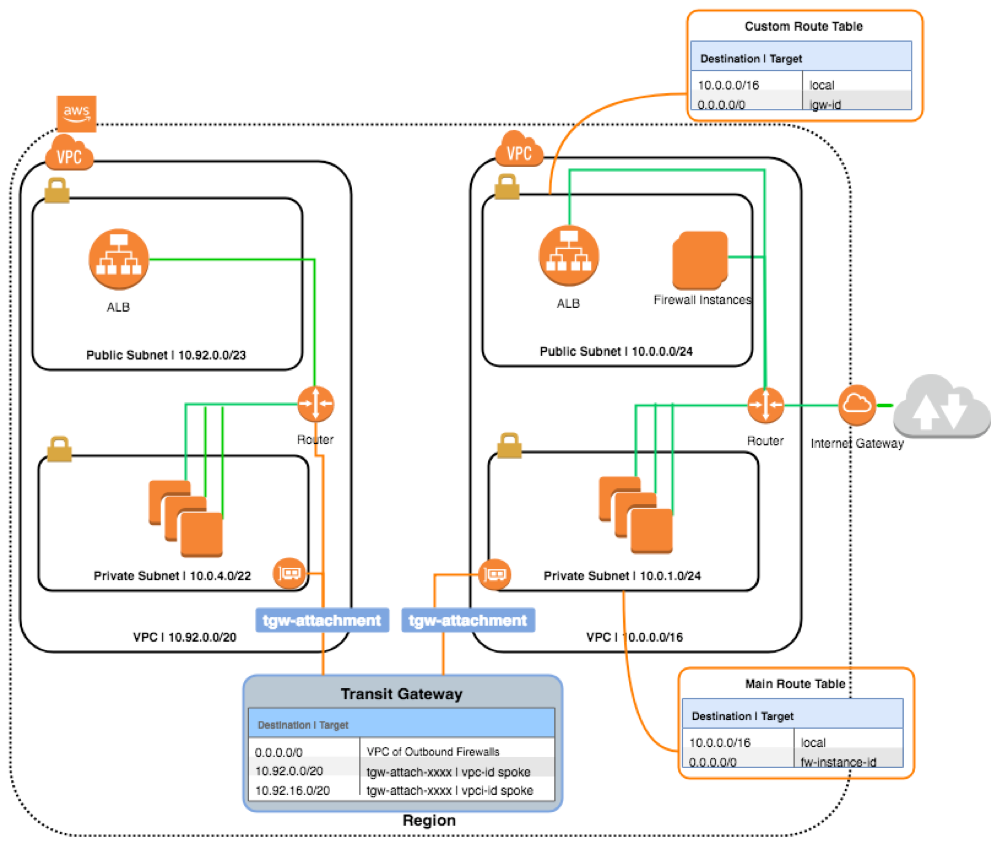 Custom Route Table
Destination | Target
10.0.0.0/16 local
0.0.0.0/0 igw-id
aws
VPC
VPC
ALB
ALB
Firewall Instances
Public Subnet | 10.92.0.0/23
Public Subnet | 10.0.0.0/24
Router
Router
Internet Gateway
Private Subnet | 10.0.4.0/22
Private Subnet | 10.0.1.0/24
tgw-attachment
tgw-attachment
VPC | 10.92.0.0/20
VPC | 10.0.0.0/16
Transit Gateway
Destination | Target
0.0.0.0/0 VPC of Outbound Firewalls
10.92.0.0/20 tgw-attach-xxxx | vpc-id spoke
10.92.16.0/20 tgw-attach-xxxx | vpci-id spoke
Main Route Table
Destination | Target
10.0.0.0/16 local
0.0.0.0/0 fw-instance-id
Region